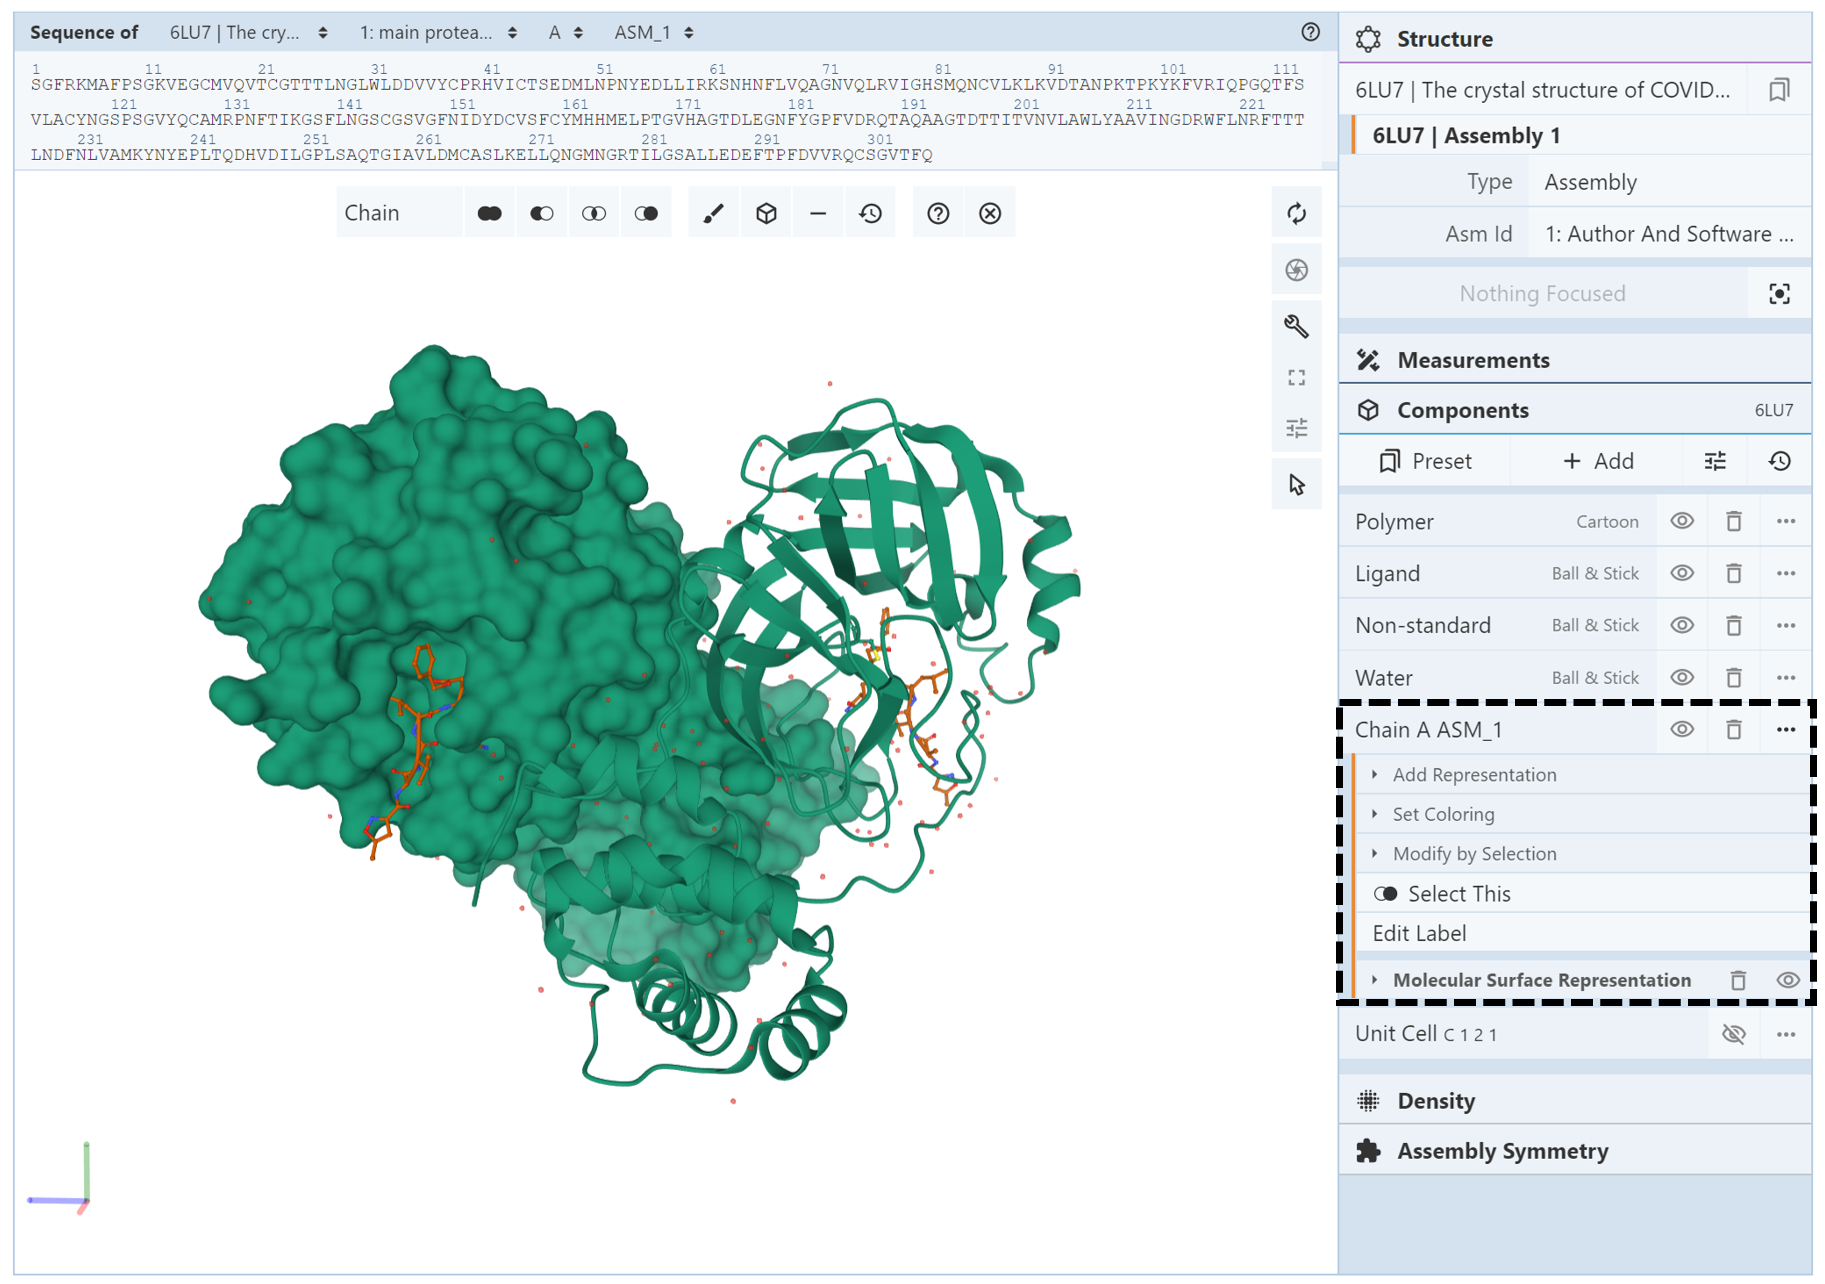 Sequence of 6LU7 | The cry... 1: main protea... A ASM_1
1 11 21 31 41 51 61 71 81 91 101 111
SGFRKMAFPSGKVEGCMVQVTCGTTTLNGLWLDDVVYCPRHVICTSEDMLNPNYEDLLIRKSNHNFLVQAGNVQLRVIGHSMQNCVLKLKVDTANPKTPKYKFVRIQPGQTFS
121 131 141 151 161 171 181 191 201 211 221
VLACYNGSPSGVYQCAMRPNFTIKGSFLNGSCGSVGFNIDYDCVSFCYMHHMELPTGVHAGTDLEGNFYGPFVDRQTAQAAGTDTTITVNVLAWLYAAVINGDRWFLNRFTTT
231 241 251 261 271 281 291 301
LNDFNLVAMKYNYEPLTQDHVDILGPLSAQTGIAVLDMCASLKELLQNGMNGRTILGSALLEDEFTPFDVVRQCSGVTFQ
Chain
Structure
6LU7 | The crystal structure of COVID...
6LU7 | Assembly 1
Type Assembly
Asm Id 1: Author And Software ...
Nothing Focused
Measurements
Components 6LU7
Preset + Add
Polymer Cartoon
Ligand Ball & Stick
Non-standard Ball & Stick
Water Ball & Stick
Chain A ASM_1
Add Representation
Set Coloring
Modify by Selection
Select This
Edit Label
Molecular Surface Representation
Unit Cell C 1 2 1
Density
Assembly Symmetry